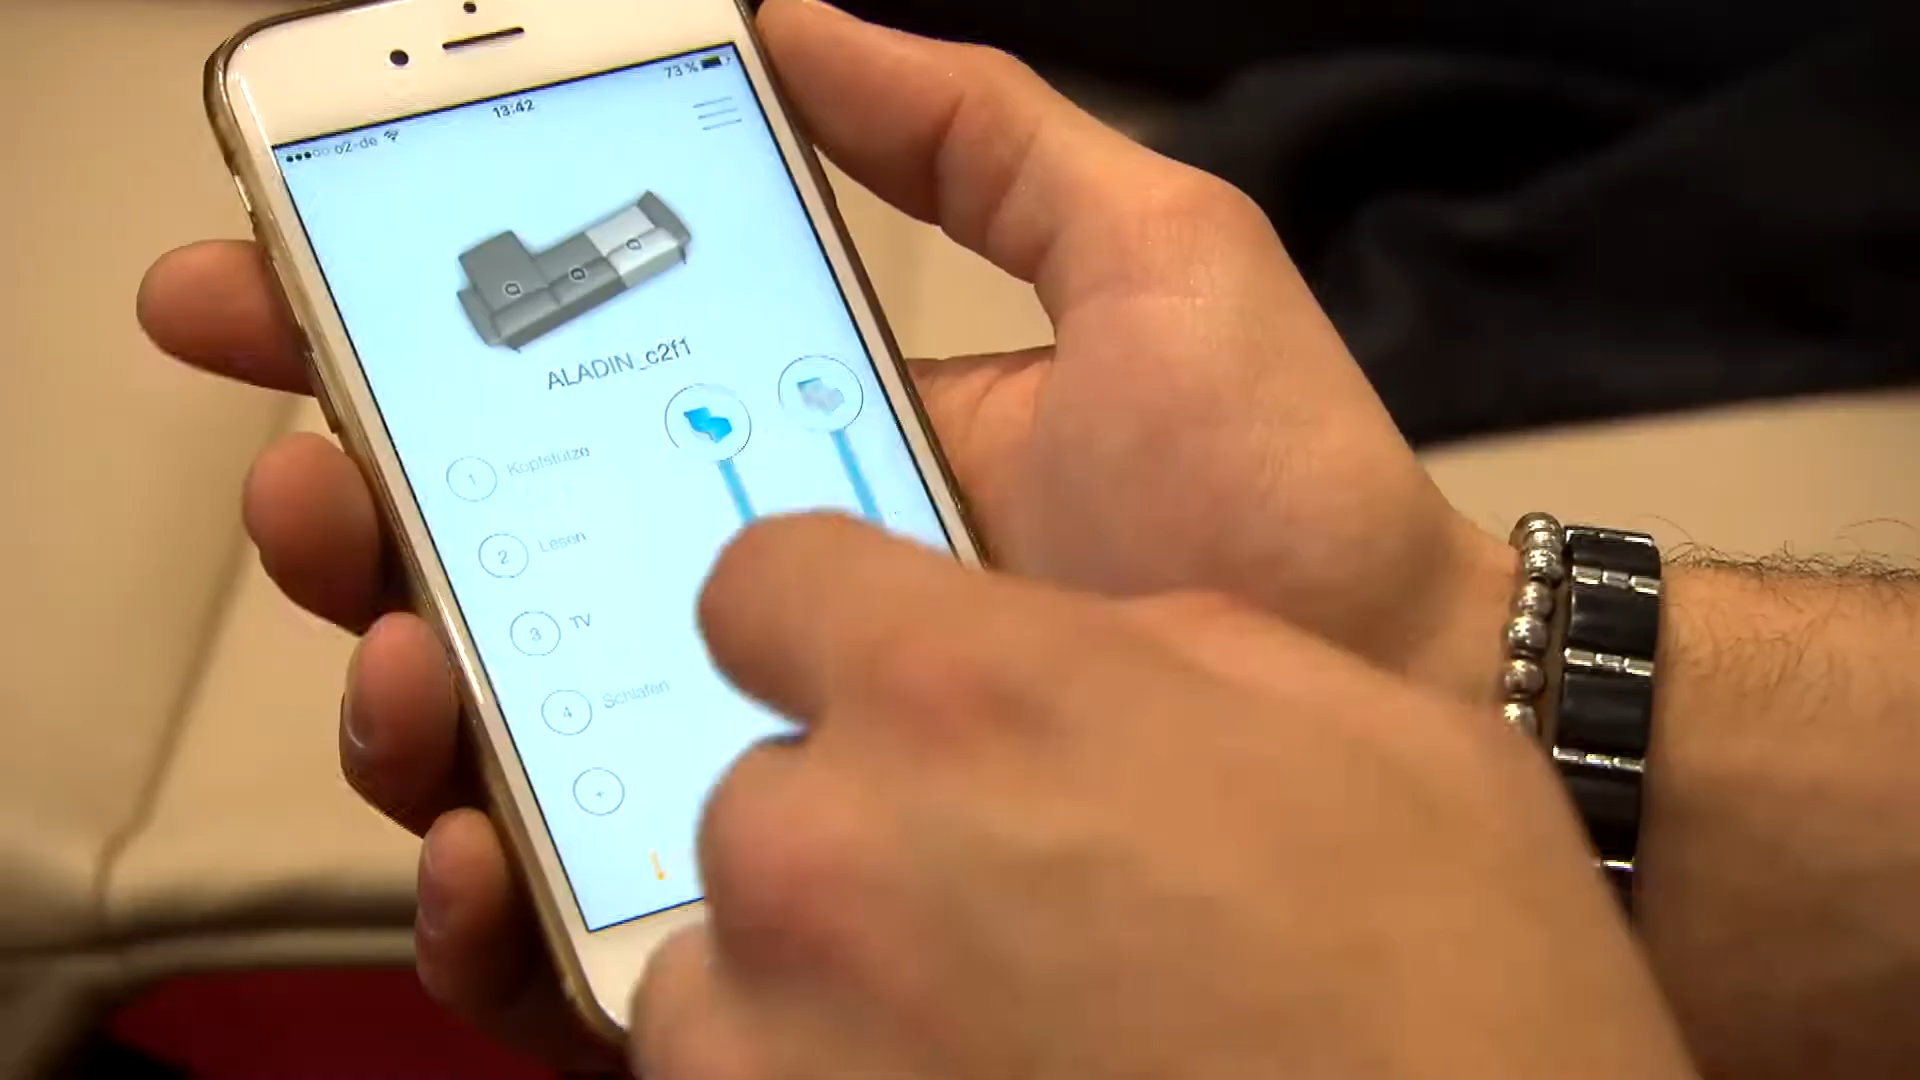 ●●●○○ o2-de 13:42 73 %
ALADIN_c2f1
1 Kopfstütze
2 Lesen
3 TV
4 Schlafen
+